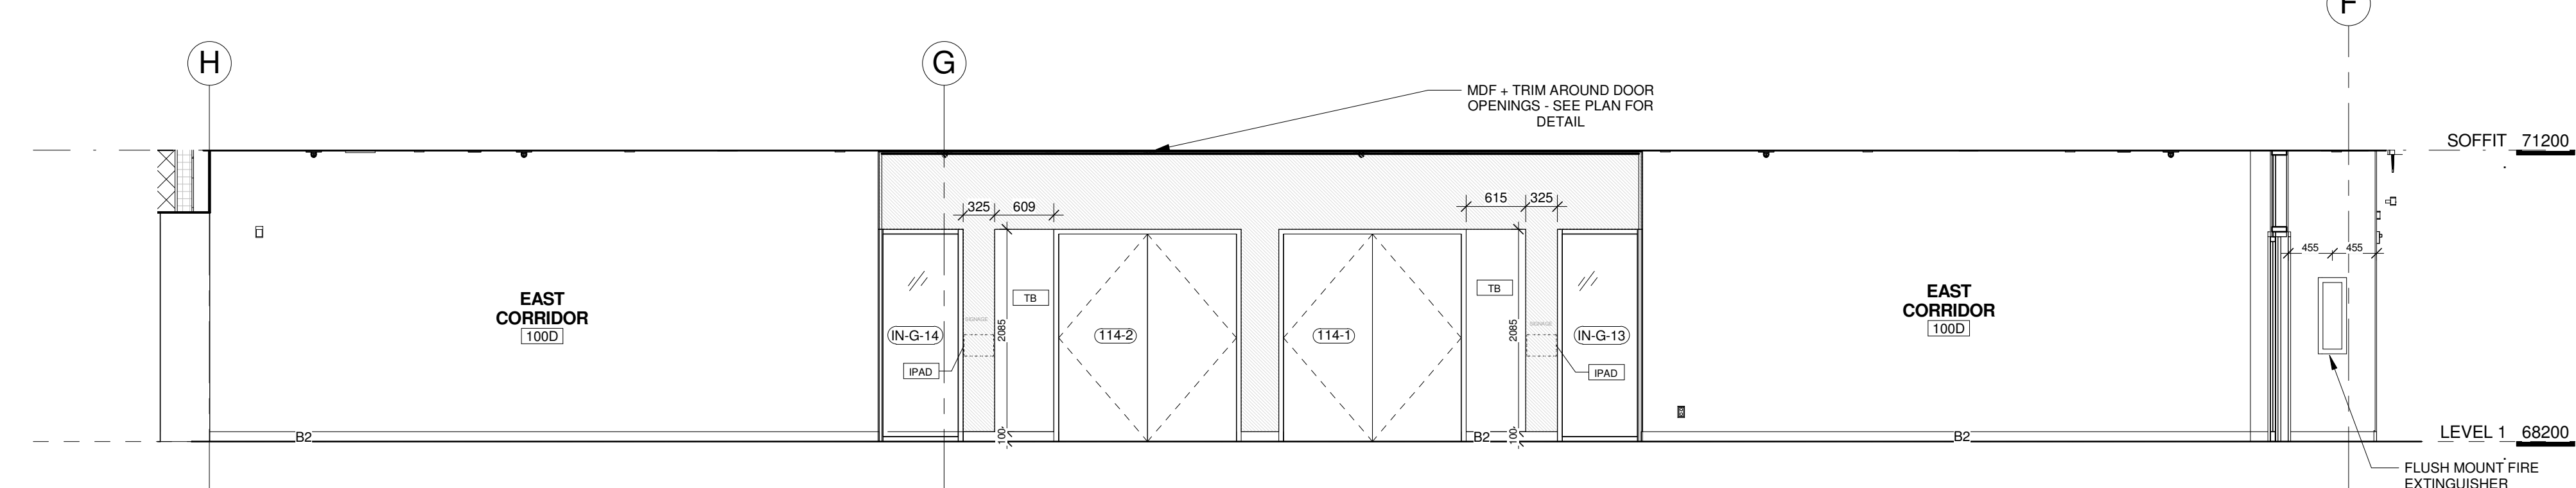 F
H
G
MDF + TRIM AROUND DOOR
OPENINGS - SEE PLAN FOR
DETAIL
SOFFIT 71200
325 609
615 325
455 455
EAST
CORRIDOR
100D
IN-G-14
SIGNAGE
IPAD
TB
2085
100
114-2
114-1
TB
2085
100
SIGNAGE
IPAD
IN-G-13
EAST
CORRIDOR
100D
B2
B2
B2
LEVEL 1 68200
FLUSH MOUNT FIRE
EXTINGUISHER